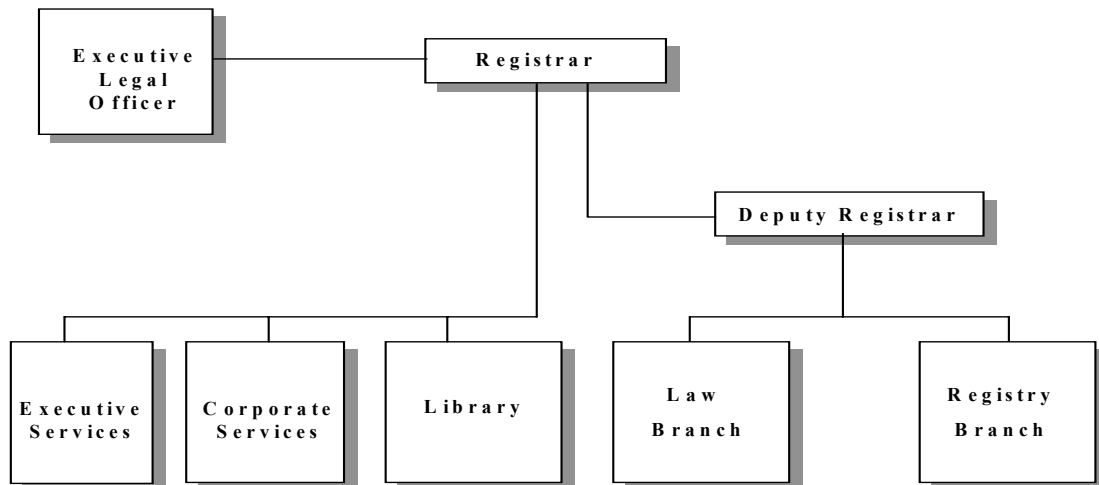 Executive
Legal
Officer
Registrar
Deputy Registrar
Executive
Services
Corporate
Services
Library
Law
Branch
Registry
Branch